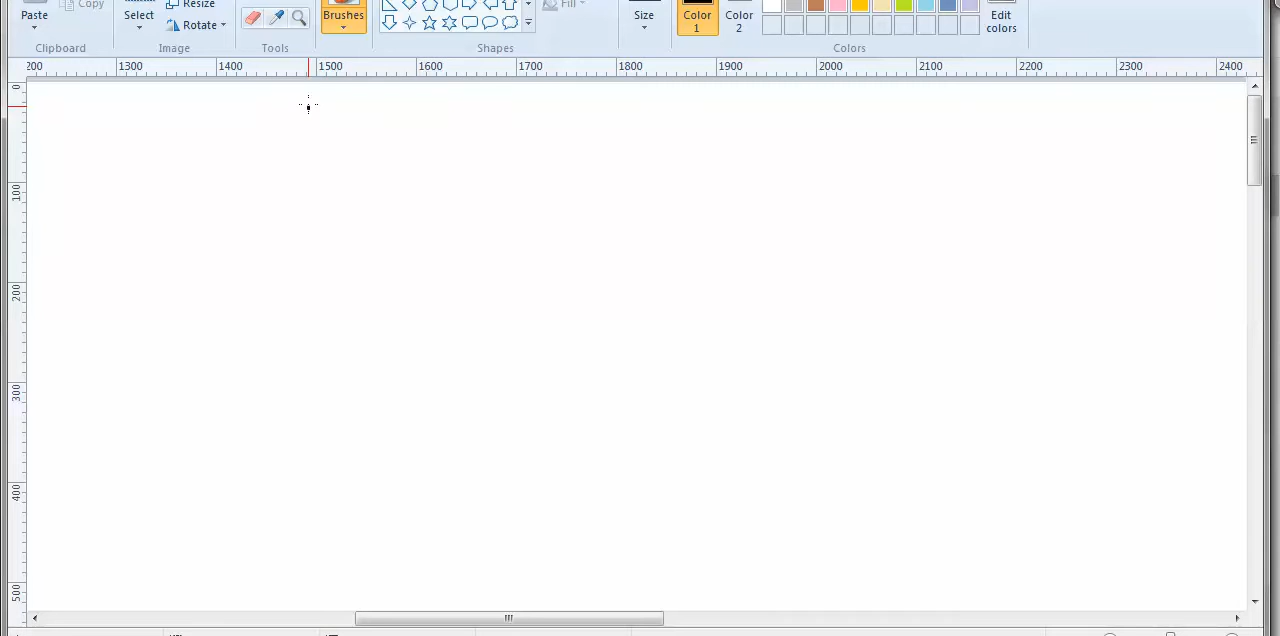 Resize
Copy
Fill
Paste Select Rotate Brushes Size Color 1 Color 2 Edit colors
Clipboard Image Tools Shapes Colors
200 1300 1400 1500 1600 1700 1800 1900 2000 2100 2200 2300 2400
0
100
200
300
400
500